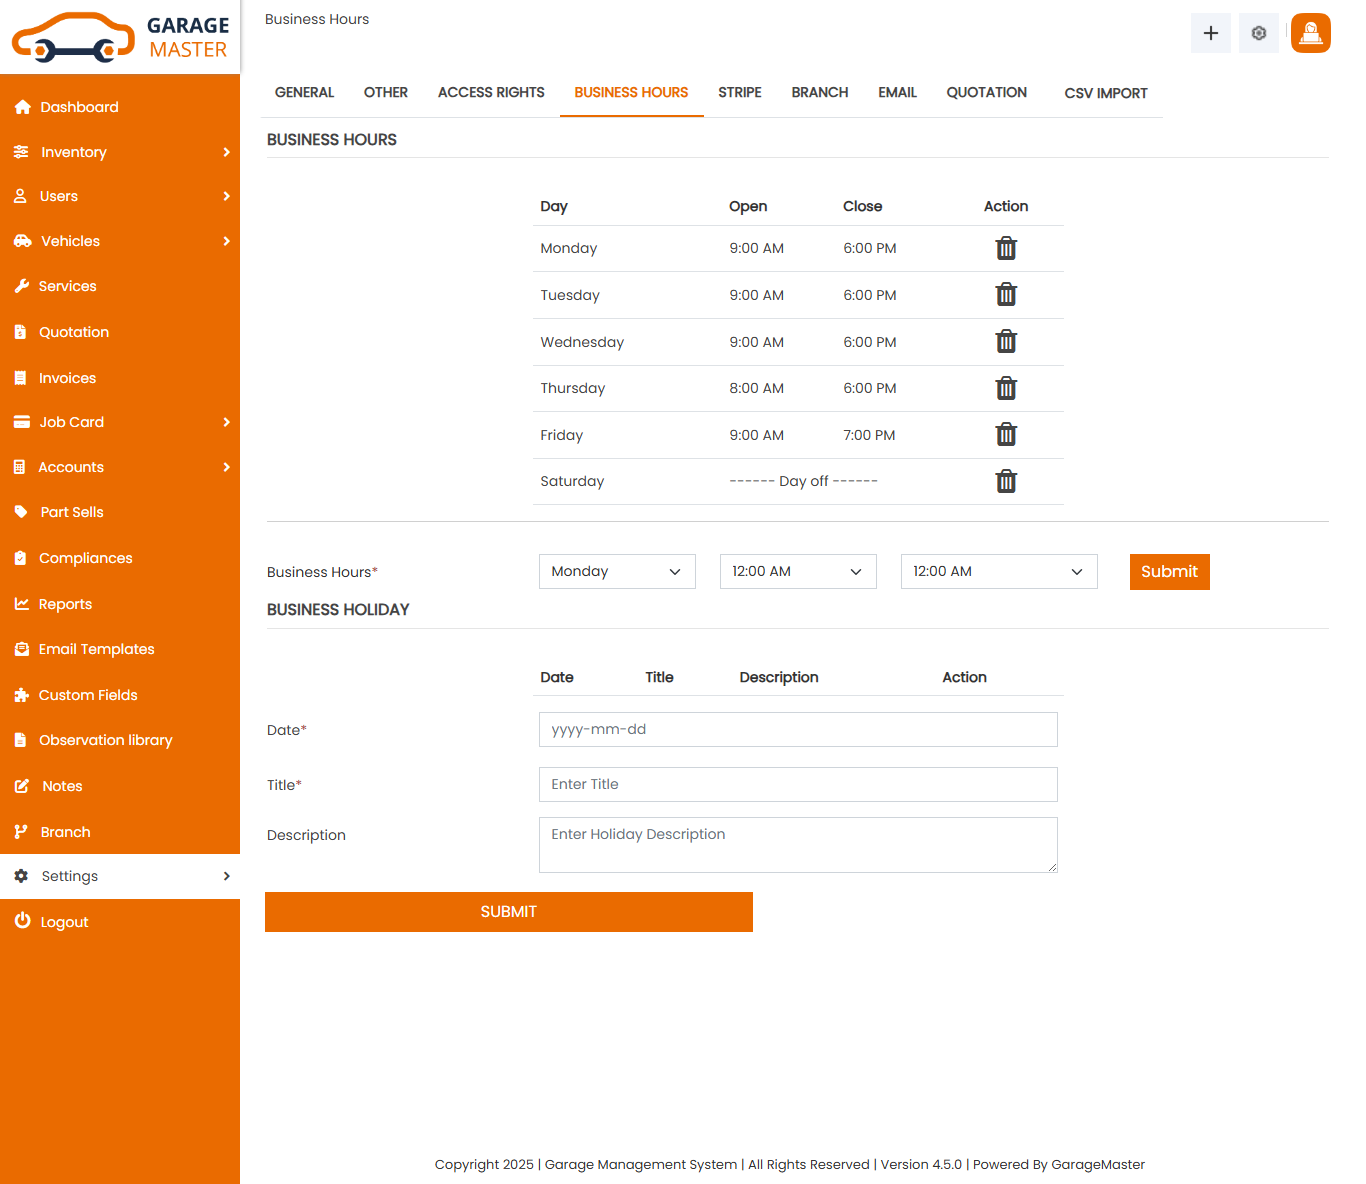 GARAGE
MASTER
Business Hours
Dashboard
Inventory
Users
Vehicles
Services
Quotation
Invoices
Job Card
Accounts
Part Sells
Compliances
Reports
Email Templates
Custom Fields
Observation library
Notes
Branch
Settings
Logout
GENERAL OTHER ACCESS RIGHTS BUSINESS HOURS STRIPE BRANCH EMAIL QUOTATION CSV IMPORT
BUSINESS HOURS
Day Open Close Action
Monday 9:00 AM 6:00 PM
Tuesday 9:00 AM 6:00 PM
Wednesday 9:00 AM 6:00 PM
Thursday 8:00 AM 6:00 PM
Friday 9:00 AM 7:00 PM
Saturday ------ Day off ------
Business Hours* Monday 12:00 AM 12:00 AM Submit
BUSINESS HOLIDAY
Date Title Description Action
Date* yyyy-mm-dd
Title* Enter Title
Description Enter Holiday Description
SUBMIT
Copyright 2025 | Garage Management System | All Rights Reserved | Version 4.5.0 | Powered By GarageMaster